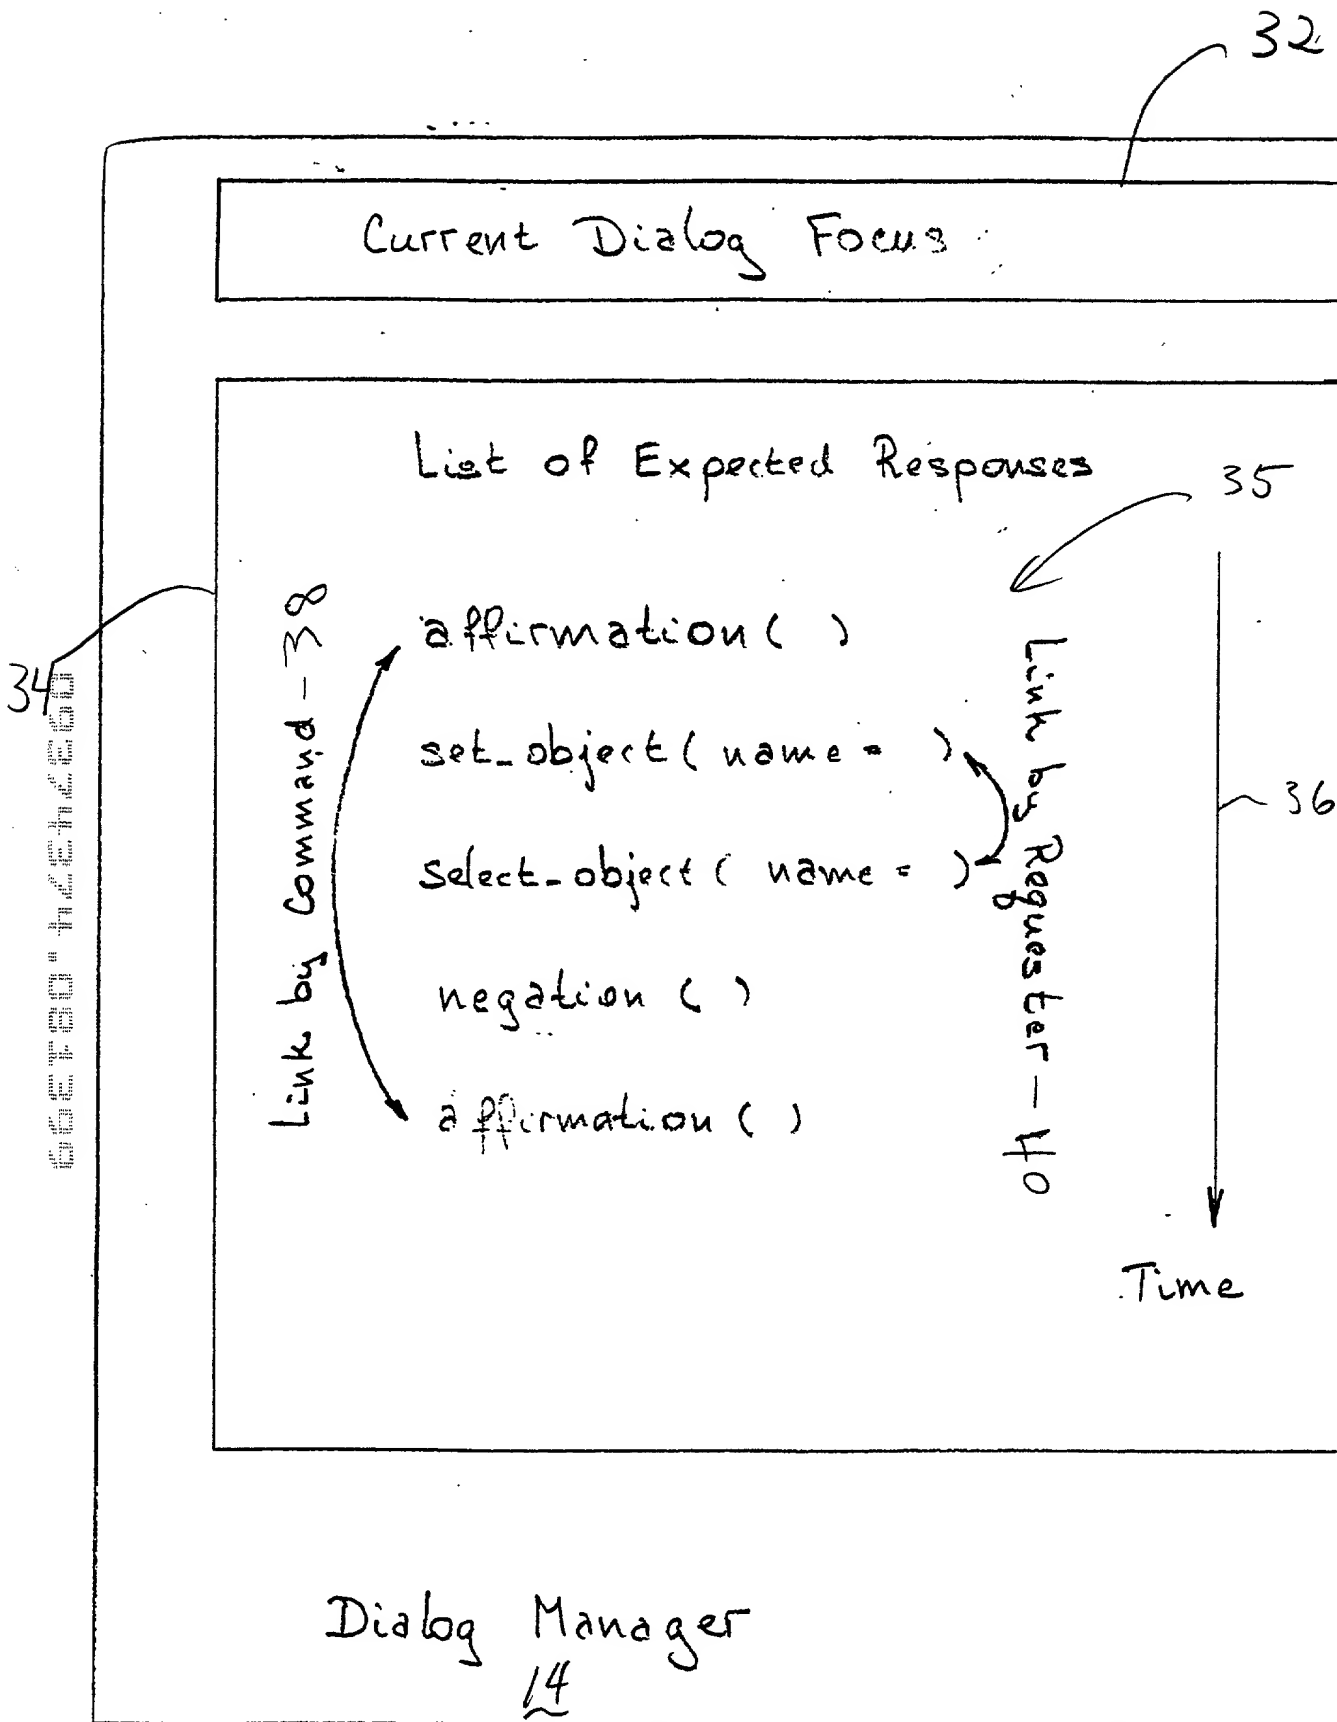 32
Current Dialog Focus
List of Expected Responses
35
34
Link by Command - 38
affirmation ( )
set_object ( name = )
select_object ( name = )
negation ( )
affirmation ( )
Link by Requester - 40
36
Time
Dialog Manager
14